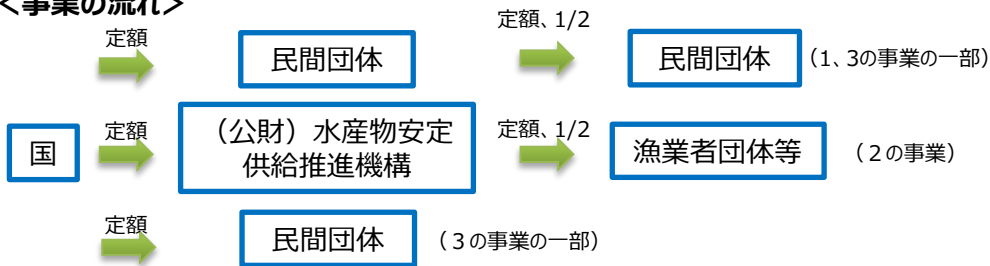 ＜事業の流れ＞
定額
民間団体
定額、1/2
民間団体
（1、3の事業の一部）
国
定額
（公財）水産物安定
供給推進機構
定額、1/2
漁業者団体等
（２の事業）
定額
民間団体
（３の事業の一部）